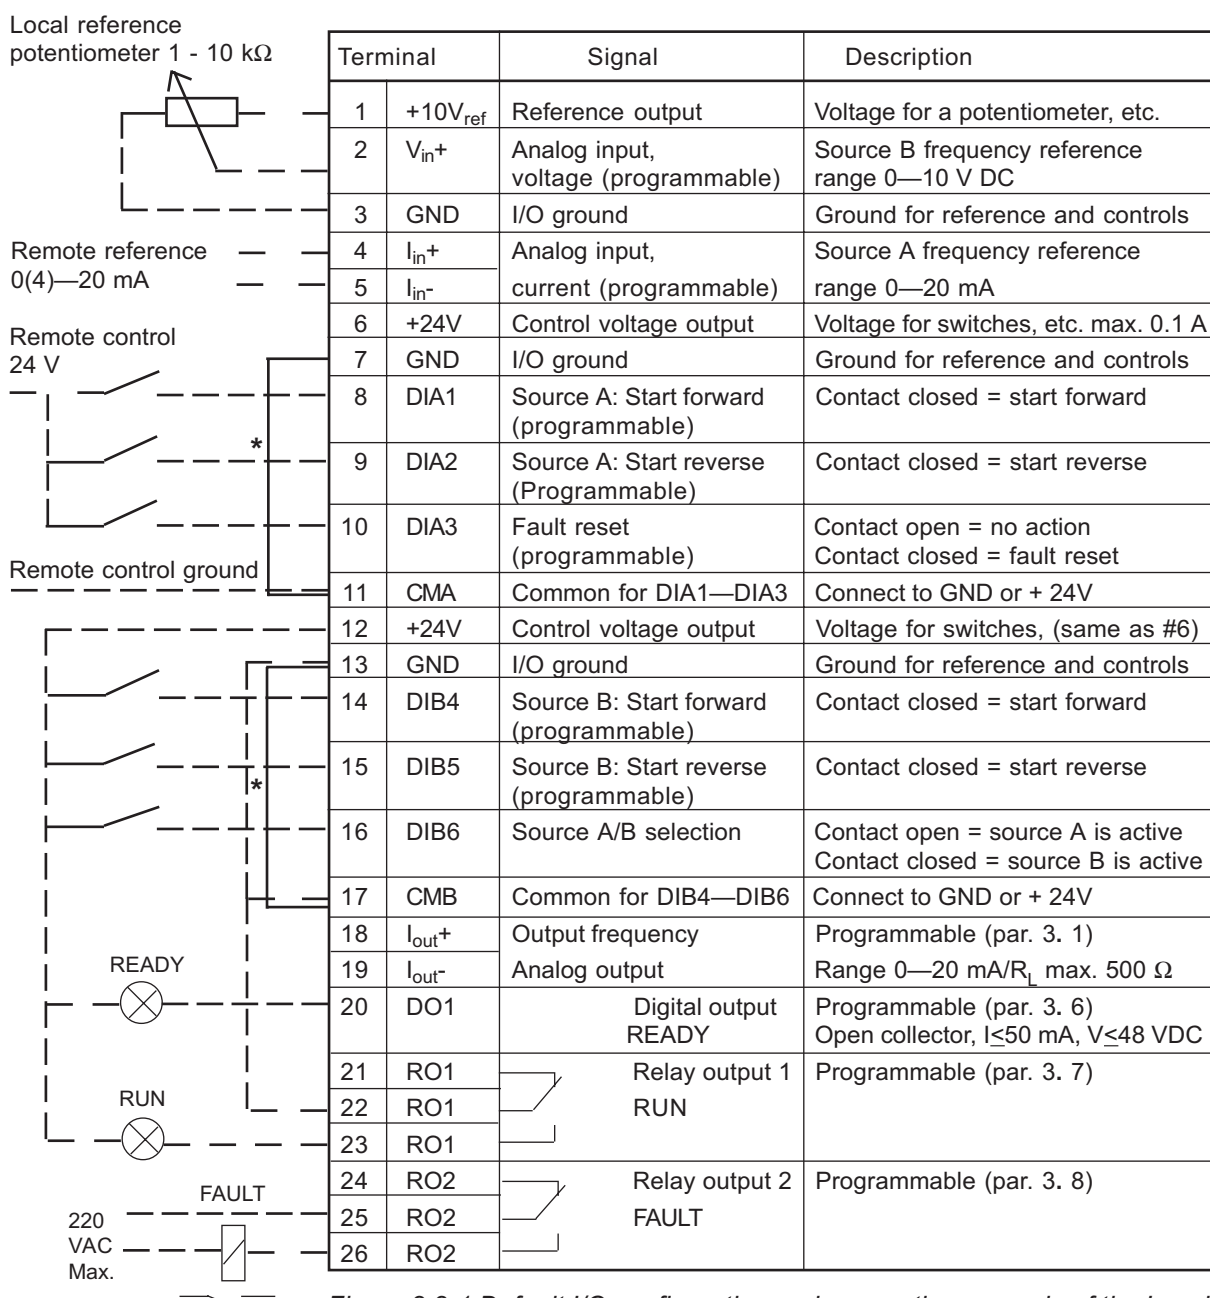 Local reference
potentiometer 1 - 10 kΩ
Terminal Signal Description
1 +10Vref Reference output Voltage for a potentiometer, etc.
2 Vin+ Analog input, Source B frequency reference
voltage (programmable) range 0—10 V DC
3 GND I/O ground Ground for reference and controls
Remote reference 4 Iin+ Analog input, Source A frequency reference
0(4)—20 mA 5 Iin- current (programmable) range 0—20 mA
6 +24V Control voltage output Voltage for switches, etc. max. 0.1 A
Remote control
24 V
7 GND I/O ground Ground for reference and controls
8 DIA1 Source A: Start forward Contact closed = start forward
(programmable)
*
9 DIA2 Source A: Start reverse Contact closed = start reverse
(Programmable)
10 DIA3 Fault reset Contact open = no action
(programmable) Contact closed = fault reset
Remote control ground
11 CMA Common for DIA1—DIA3 Connect to GND or + 24V
12 +24V Control voltage output Voltage for switches, (same as #6)
13 GND I/O ground Ground for reference and controls
14 DIB4 Source B: Start forward Contact closed = start forward
(programmable)
15 DIB5 Source B: Start reverse Contact closed = start reverse
* (programmable)
16 DIB6 Source A/B selection Contact open = source A is active
Contact closed = source B is active
17 CMB Common for DIB4—DIB6 Connect to GND or + 24V
18 Iout+ Output frequency Programmable (par. 3. 1)
READY 19 Iout- Analog output Range 0—20 mA/RL max. 500 Ω
20 DO1 Digital output Programmable (par. 3. 6)
READY Open collector, I≤50 mA, V≤48 VDC
21 RO1 Relay output 1 Programmable (par. 3. 7)
RUN 22 RO1 RUN
23 RO1
24 RO2 Relay output 2 Programmable (par. 3. 8)
FAULT
220
VAC
Max.
25 RO2 FAULT
26 RO2